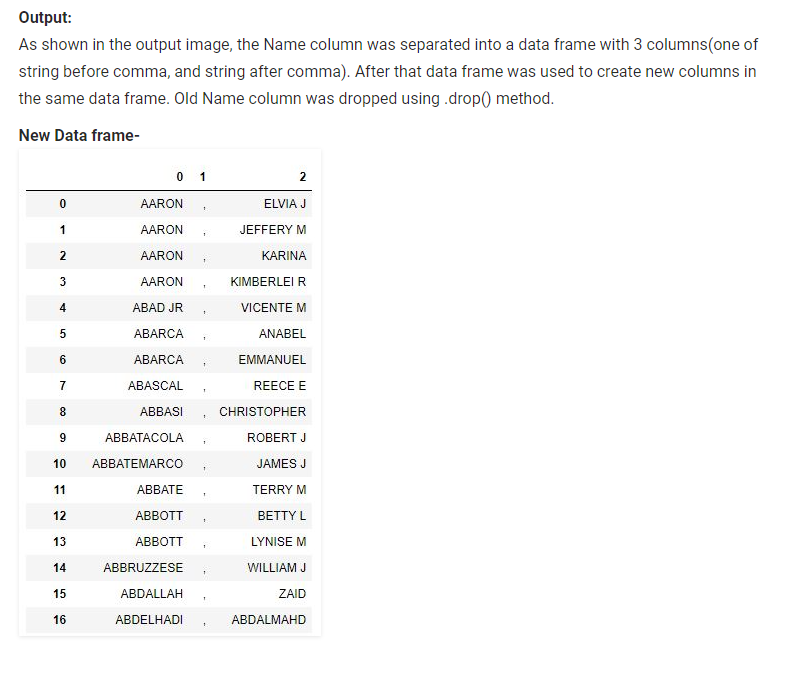 Output:
As shown in the output image, the Name column was separated into a data frame with 3 columns(one of
string before comma, and string after comma). After that data frame was used to create new columns in
the same data frame. Old Name column was dropped using .drop() method.
New Data frame-
0 1 2
0 AARON , ELVIA J
1 AARON , JEFFERY M
2 AARON , KARINA
3 AARON , KIMBERLEI R
4 ABAD JR , VICENTE M
5 ABARCA , ANABEL
6 ABARCA , EMMANUEL
7 ABASCAL , REECE E
8 ABBASI , CHRISTOPHER
9 ABBATACOLA , ROBERT J
10 ABBATEMARCO , JAMES J
11 ABBATE , TERRY M
12 ABBOTT , BETTY L
13 ABBOTT , LYNISE M
14 ABBRUZZESE , WILLIAM J
15 ABDALLAH , ZAID
16 ABDELHADI , ABDALMAHD